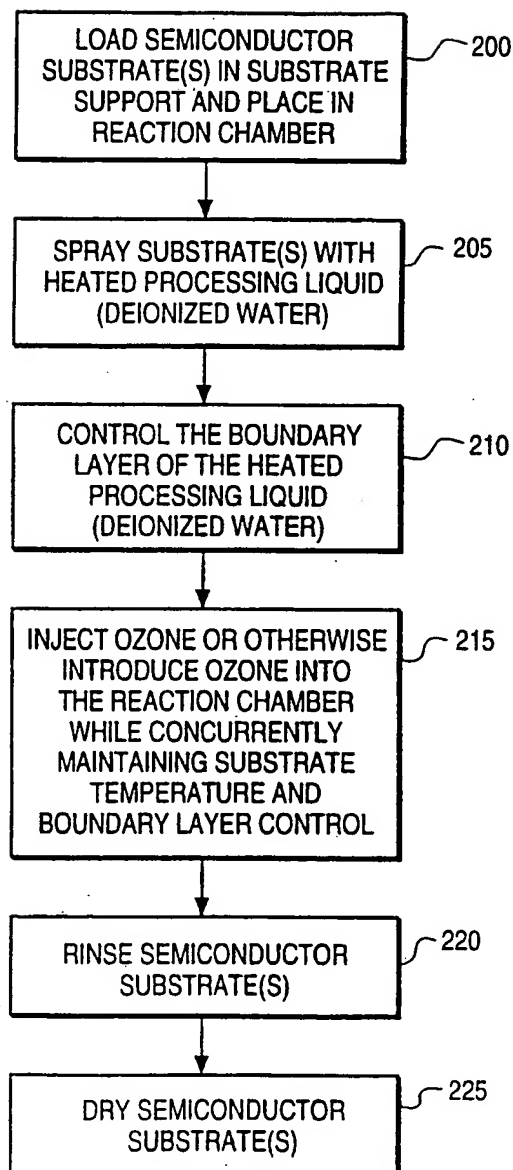 LOAD SEMICONDUCTOR
SUBSTRATE(S) IN SUBSTRATE
SUPPORT AND PLACE IN
REACTION CHAMBER
200
SPRAY SUBSTRATE(S) WITH
HEATED PROCESSING LIQUID
(DEIONIZED WATER)
205
CONTROL THE BOUNDARY
LAYER OF THE HEATED
PROCESSING LIQUID
(DEIONIZED WATER)
210
INJECT OZONE OR OTHERWISE
INTRODUCE OZONE INTO
THE REACTION CHAMBER
WHILE CONCURRENTLY
MAINTAINING SUBSTRATE
TEMPERATURE AND
BOUNDARY LAYER CONTROL
215
RINSE SEMICONDUCTOR
SUBSTRATE(S)
220
DRY SEMICONDUCTOR
SUBSTRATE(S)
225